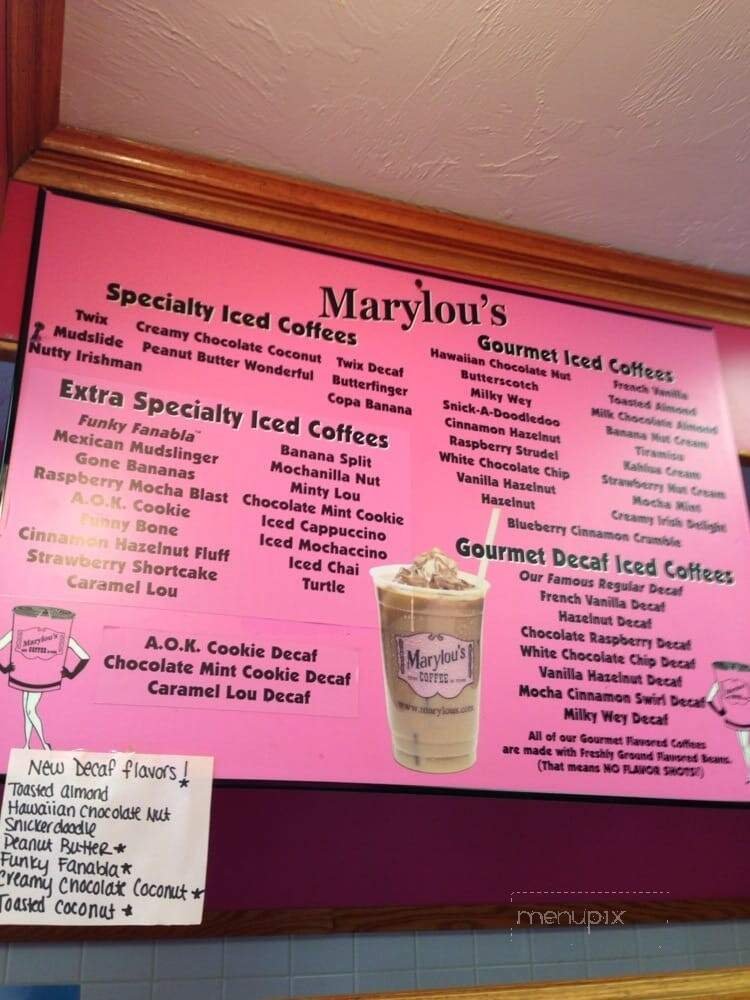 Marylou's
Specialty Iced Coffees
Twix
Mudslide
Nutty Irishman
Creamy Chocolate Coconut
Peanut Butter Wonderful
Twix Decaf
Butterfinger
Copa Banana
Extra Specialty Iced Coffees
Funky Fanabla™
Mexican Mudslinger
Gone Bananas
Raspberry Mocha Blast
A.O.K. Cookie
Funny Bone
Cinnamon Hazelnut Fluff
Strawberry Shortcake
Caramel Lou
Banana Split
Mochanilla Nut
Minty Lou
Chocolate Mint Cookie
Iced Cappuccino
Iced Mochaccino
Iced Chai
Turtle
A.O.K. Cookie Decaf
Chocolate Mint Cookie Decaf
Caramel Lou Decaf
Gourmet Iced Coffees
Hawaiian Chocolate Nut
Butterscotch
Milky Wey
Snick-A-Doodledoo
Cinnamon Hazelnut
Raspberry Strudel
White Chocolate Chip
Vanilla Hazelnut
Hazelnut
French Vanilla
Toasted Almond
Milk Chocolate Almond
Banana Nut Cream
Tiramisu
Kahlua Cream
Strawberry Nut Cream
Mocha Mint
Creamy Irish Delight
Blueberry Cinnamon Crumble
Gourmet Decaf Iced Coffees
Our Famous Regular Decaf
French Vanilla Decaf
Hazelnut Decaf
Chocolate Raspberry Decaf
White Chocolate Chip Decaf
Vanilla Hazelnut Decaf
Mocha Cinnamon Swirl Decaf
Milky Wey Decaf
All of our Gourmet Flavored Coffees
are made with Freshly Ground Flavored Beans.
(That means NO FLAVOR SHOTS!)
Marylou's
COFFEE
Marylou's
COFFEE
www.marylous.com
New Decaf flavors!
Toasted almond
Hawaiian Chocolate Nut
Snickerdoodle
Peanut Butter*
Funky Fanabla*
Creamy Chocolate Coconut *
Toasted coconut *
menupix